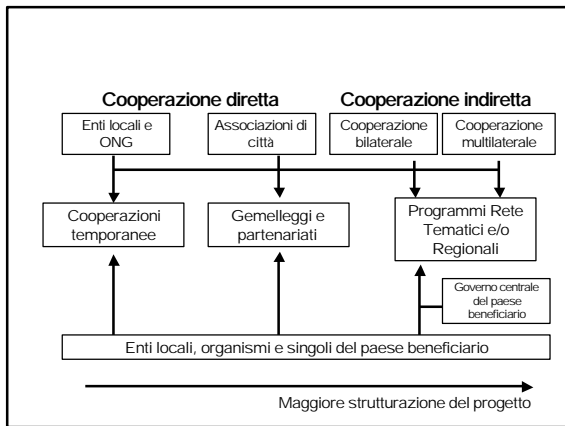 Cooperazione diretta
Cooperazione indiretta
Enti locali e
ONG
Associazioni di
città
Cooperazione
bilaterale
Cooperazione
multilaterale
Cooperazioni
temporanee
Gemelleggi e
partenariati
Programmi Rete
Tematici e/o
Regionali
Governo centrale
del paese
beneficiario
Enti locali, organismi e singoli del paese beneficiario
Maggiore strutturazione del progetto